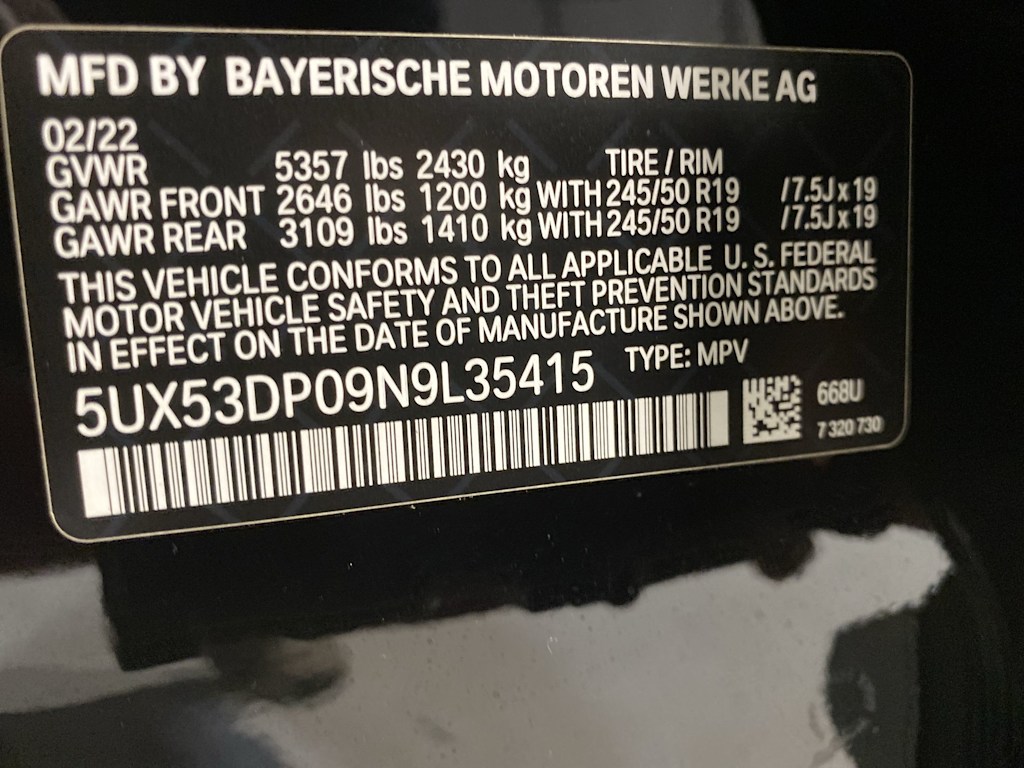 MFD BY BAYERISCHE MOTOREN WERKE AG
02/22
GVWR 5357 lbs 2430 kg TIRE / RIM
GAWR FRONT 2646 lbs 1200 kg WITH 245/50 R19 /7.5J x 19
GAWR REAR 3109 lbs 1410 kg WITH 245/50 R19 /7.5J x 19
THIS VEHICLE CONFORMS TO ALL APPLICABLE U. S. FEDERAL
MOTOR VEHICLE SAFETY AND THEFT PREVENTION STANDARDS
IN EFFECT ON THE DATE OF MANUFACTURE SHOWN ABOVE.
5UX53DP09N9L35415 TYPE: MPV
668U
7 320 730